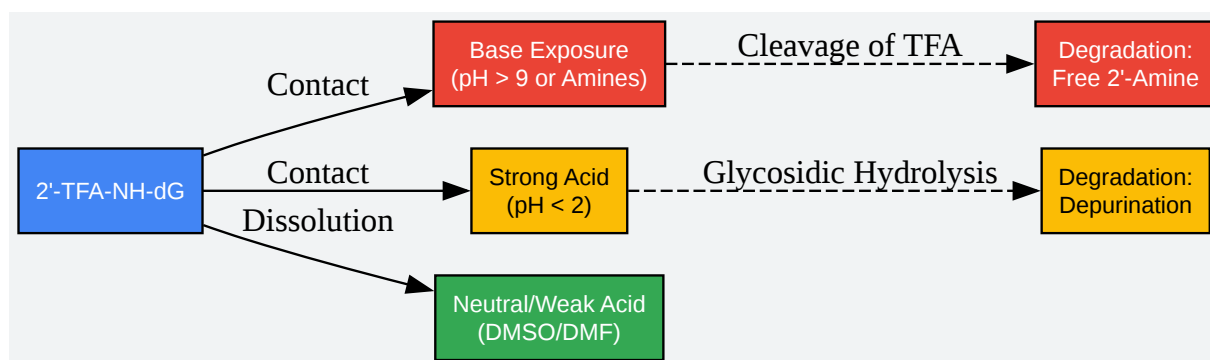 2'-TFA-NH-dG
Contact
Base Exposure
(pH > 9 or Amines)
Cleavage of TFA
Degradation:
Free 2'-Amine
Contact
Strong Acid
(pH < 2)
Glycosidic Hydrolysis
Degradation:
Depurination
Dissolution
Neutral/Weak Acid
(DMSO/DMF)